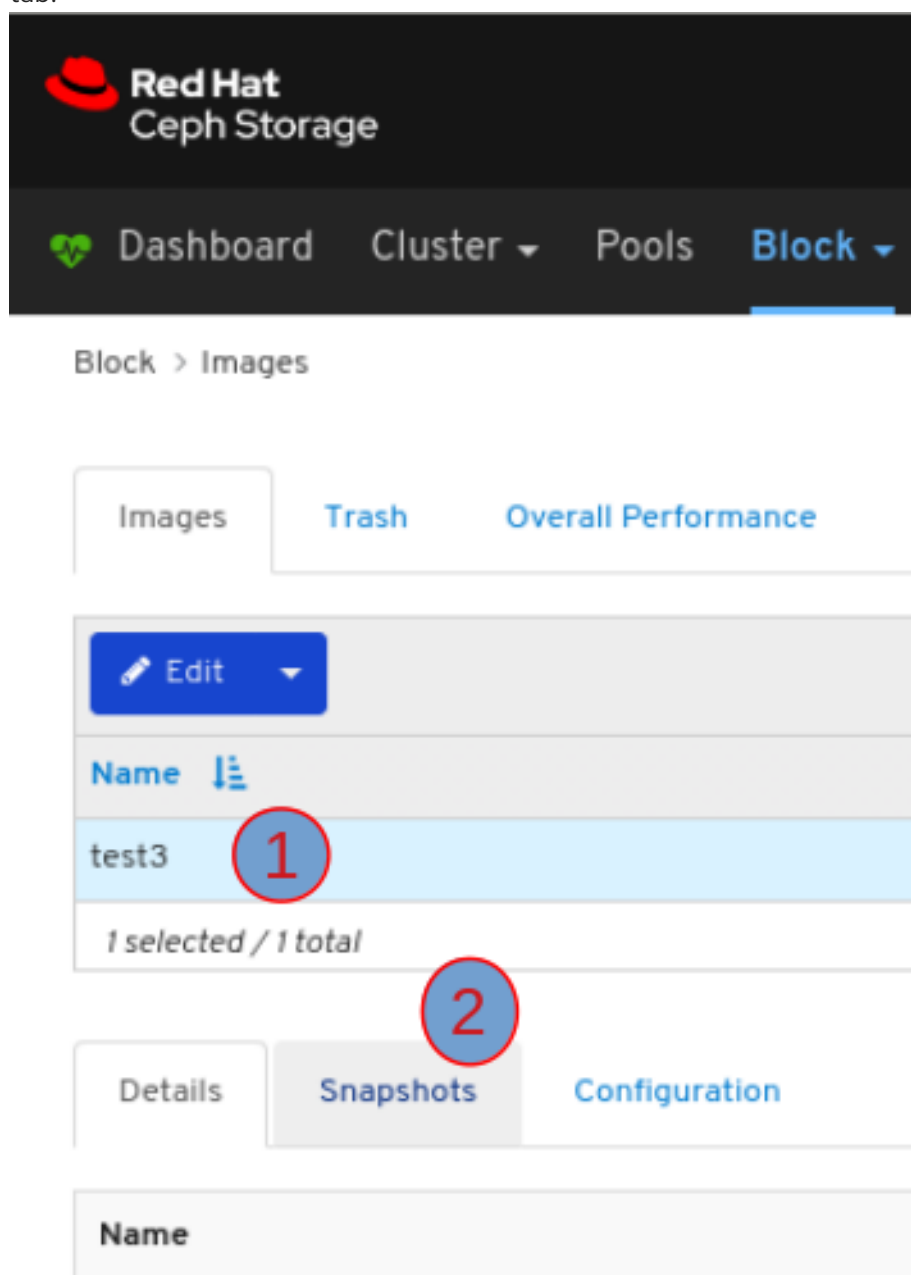 tab.
Red Hat
Ceph Storage
Dashboard Cluster Pools Block
Block > Images
Images Trash Overall Performance
Edit
Name
test3 1
1 selected / 1 total
2
Details Snapshots Configuration
Name